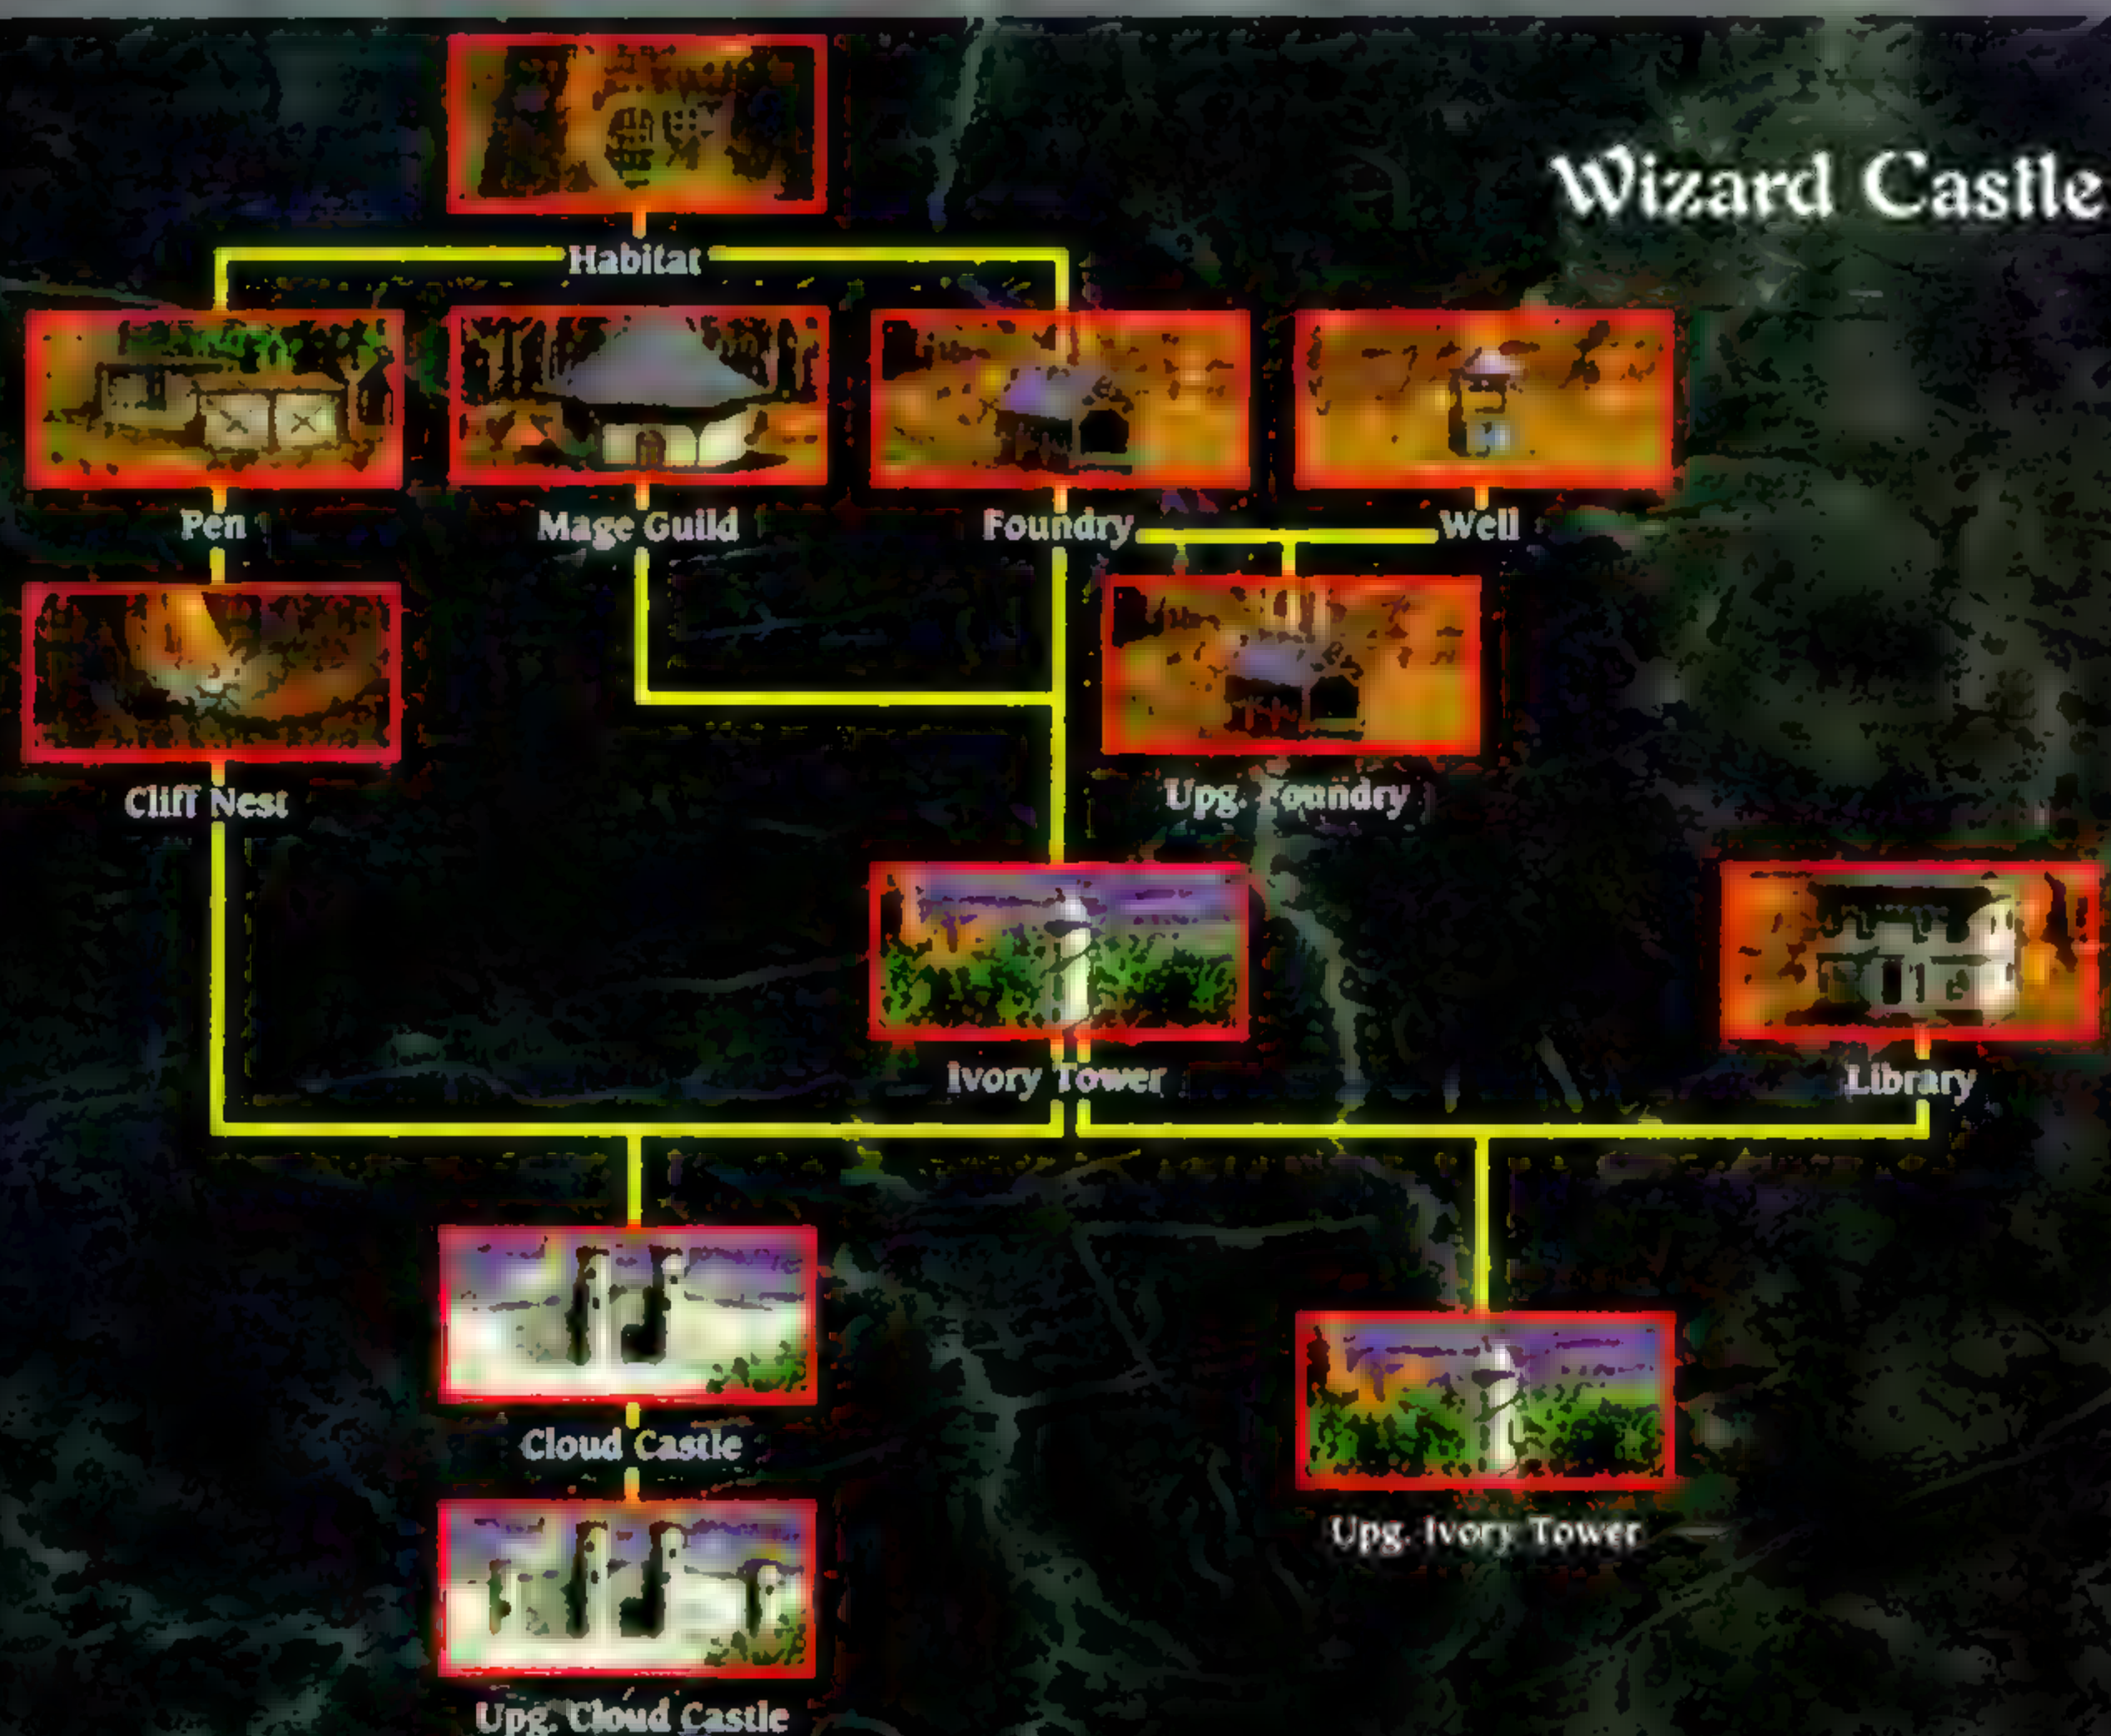 Wizard Castle
Habitat
Pen
Mage Guild
Foundry
Well
Cliff Nest
Upg. Foundry
Ivory Tower
Library
Cloud Castle
Upg. Ivory Tower
Upg. Cloud Castle